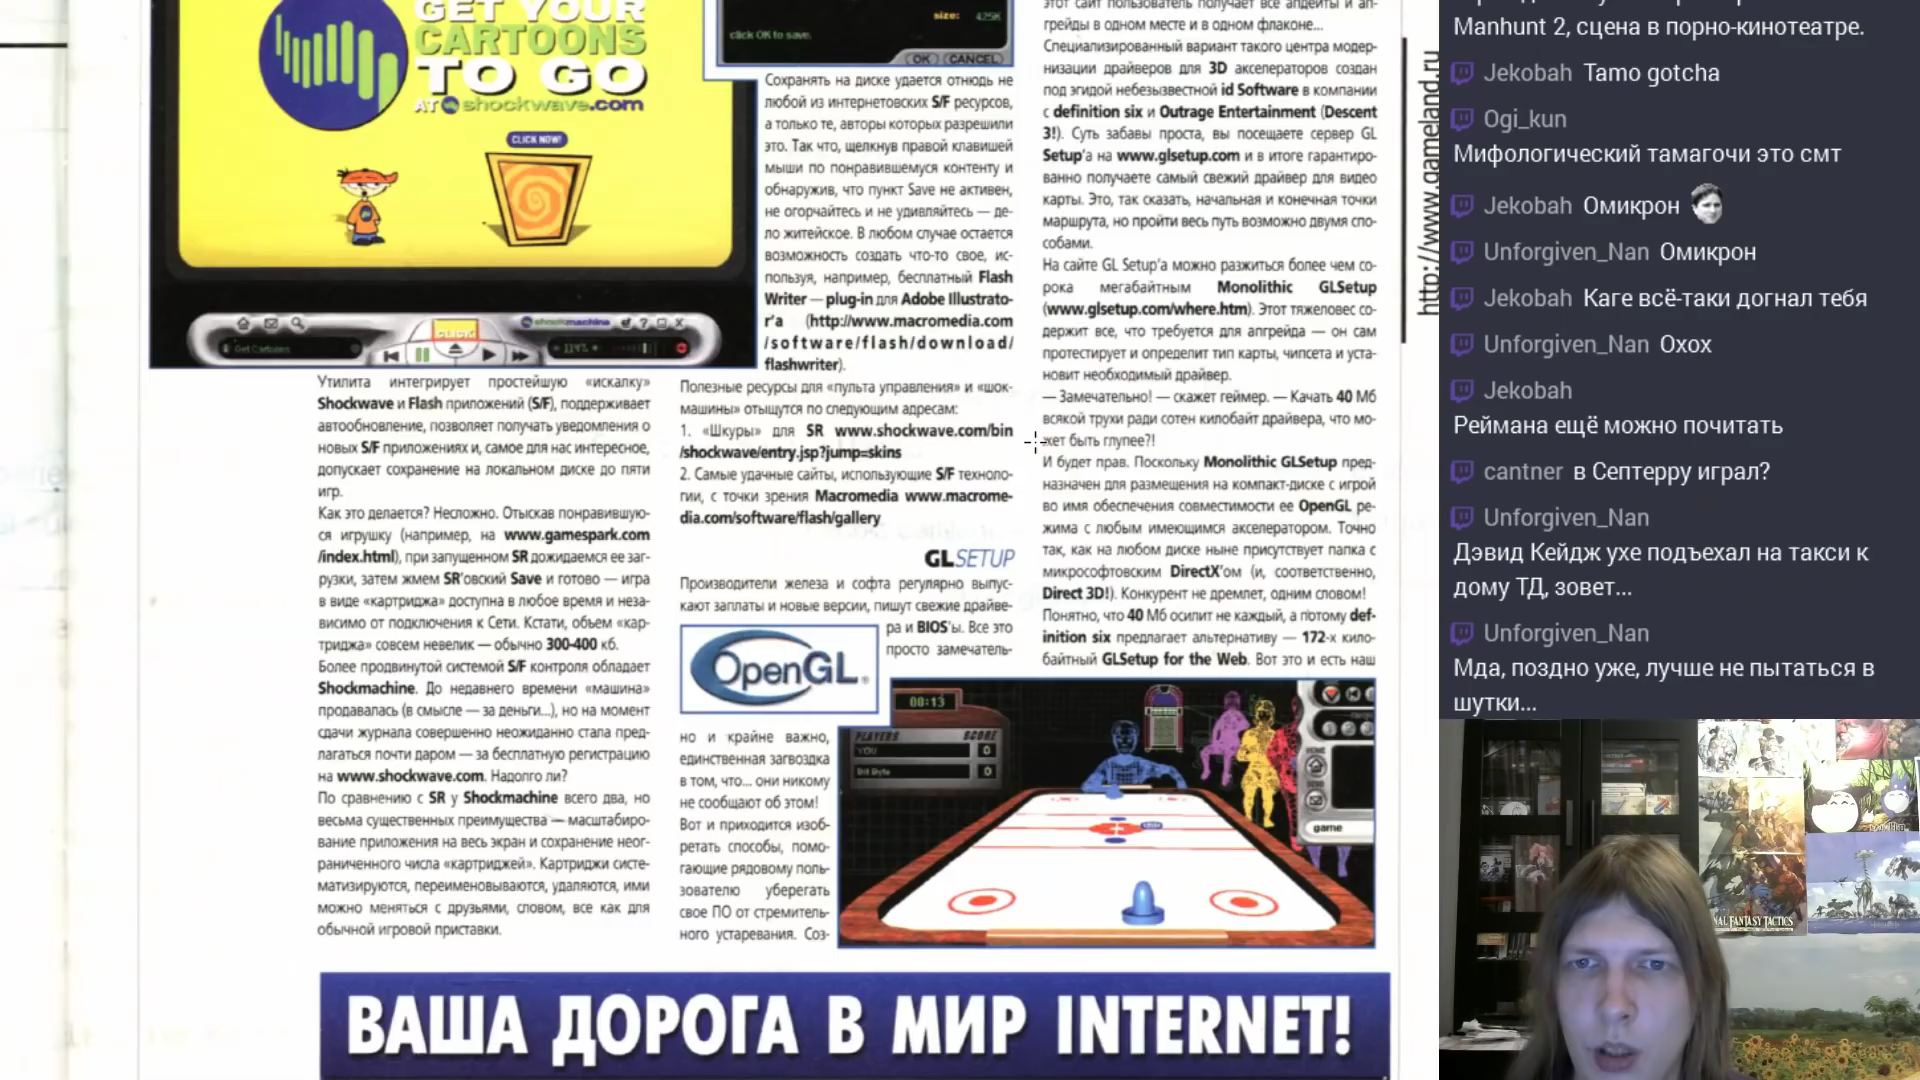 GET YOUR
CARTOONS
TO GO
AT shockwave.com
CLICK NOW!
shockmachine
CLICK
Get Cartoons
size: 425K
click OK to save.
OK CANCEL
Утилита интегрирует простейшую «искалку»
Shockwave и Flash приложений (S/F), поддерживает
автообновление, позволяет получать уведомления о
новых S/F приложениях и, самое для нас интересное,
допускает сохранение на локальном диске до пяти
игр.
Как это делается? Несложно. Отыскав понравившую-
ся игрушку (например, на www.gamespark.com
/index.html), при запущенном SR дожидаемся ее заг-
рузки, затем жмем SR'овский Save и готово — игра
в виде «картриджа» доступна в любое время и неза-
висимо от подключения к Сети. Кстати, объем «кар-
триджа» совсем невелик — обычно 300-400 кб.
Более продвинутой системой S/F контроля обладает
Shockmachine. До недавнего времени «машина»
продавалась (в смысле — за деньги...), но на момент
сдачи журнала совершенно неожиданно стала пред-
лагаться почти даром — за бесплатную регистрацию
на www.shockwave.com. Надолго ли?
По сравнению с SR у Shockmachine всего два, но
весьма существенных преимущества — масштабиро-
вание приложения на весь экран и сохранение неог-
раниченного числа «картриджей». Картриджи систе-
матизируются, переименовываются, удаляются, ими
можно меняться с друзьями, словом, все как для
обычной игровой приставки.
Сохранять на диске удается отнюдь не
любой из интернетовских S/F ресурсов,
а только те, авторы которых разрешили
это. Так что, щелкнув правой клавишей
мыши по понравившемуся контенту и
обнаружив, что пункт Save не активен,
не огорчайтесь и не удивляйтесь — де-
ло житейское. В любом случае остается
возможность создать что-то свое, ис-
пользуя, например, бесплатный Flash
Writer — plug-in для Adobe Illustrato-
r'a (http://www.macromedia.com
/software/flash/download/
flashwriter).
Полезные ресурсы для «пульта управления» и «шок-
машины» отыщутся по следующим адресам:
1. «Шкуры» для SR www.shockwave.com/bin
/shockwave/entry.jsp?jump=skins
2. Самые удачные сайты, использующие S/F техноло-
гии, с точки зрения Macromedia www.macrome-
dia.com/software/flash/gallery
GLSETUP
Производители железа и софта регулярно выпус-
кают заплаты и новые версии, пишут свежие драйве-
ра и BIOS'ы. Все это
просто замечатель-
OpenGL®
но и крайне важно,
единственная загвоздка
в том, что... они никому
не сообщают об этом!
Вот и приходится изоб-
ретать способы, помо-
гающие рядовому поль-
зователю уберегать
свое ПО от стремитель-
ного устаревания. Соз-
этот сайт пользователь получает все апдейты и ап-
грейды в одном месте и в одном флаконе...
Специализированный вариант такого центра модер-
низации драйверов для 3D акселераторов создан
под эгидой небезызвестной id Software в компании
с definition six и Outrage Entertainment (Descent
3!). Суть забавы проста, вы посещаете сервер GL
Setup'a на www.glsetup.com и в итоге гарантиро-
ванно получаете самый свежий драйвер для видео
карты. Это, так сказать, начальная и конечная точки
маршрута, но пройти весь путь возможно двумя спо-
собами.
На сайте GL Setup'a можно разжиться более чем со-
рока мегабайтным Monolithic GLSetup
(www.glsetup.com/where.htm). Этот тяжеловес со-
держит все, что требуется для апгрейда — он сам
протестирует и определит тип карты, чипсета и уста-
новит необходимый драйвер.
— Замечательно! — скажет геймер. — Качать 40 Мб
всякой трухи ради сотен килобайт драйвера, что мо-
жет быть глупее?!
И будет прав. Поскольку Monolithic GLSetup пред-
назначен для размещения на компакт-диске с игрой
во имя обеспечения совместимости ее OpenGL ре-
жима с любым имеющимся акселератором. Точно
так, как на любом диске ныне присутствует папка с
микрософтовским DirectX'ом (и, соответственно,
Direct 3D!). Конкурент не дремлет, одним словом!
Понятно, что 40 Мб осилит не каждый, а потому def-
inition six предлагает альтернативу — 172-х кило-
байтный GLSetup for the Web. Вот это и есть наш
00:13
PLAYERS SCORE
YOU 0
Bit Byte 0
game
http://www.gameland.ru
ВАША ДОРОГА В МИР INTERNET!
Manhunt 2, сцена в порно-кинотеатре.
Jekobah Tamo gotcha
Ogi_kun
Мифологический тамагочи это смт
Jekobah Омикрон
Unforgiven_Nan Омикрон
Jekobah Каге всё-таки догнал тебя
Unforgiven_Nan Охох
Jekobah
Реймана ещё можно почитать
cantner в Септерру играл?
Unforgiven_Nan
Дэвид Кейдж ухе подъехал на такси к
дому ТД, зовет...
Unforgiven_Nan
Мда, поздно уже, лучше не пытаться в
шутки...
FINAL FANTASY TACTICS